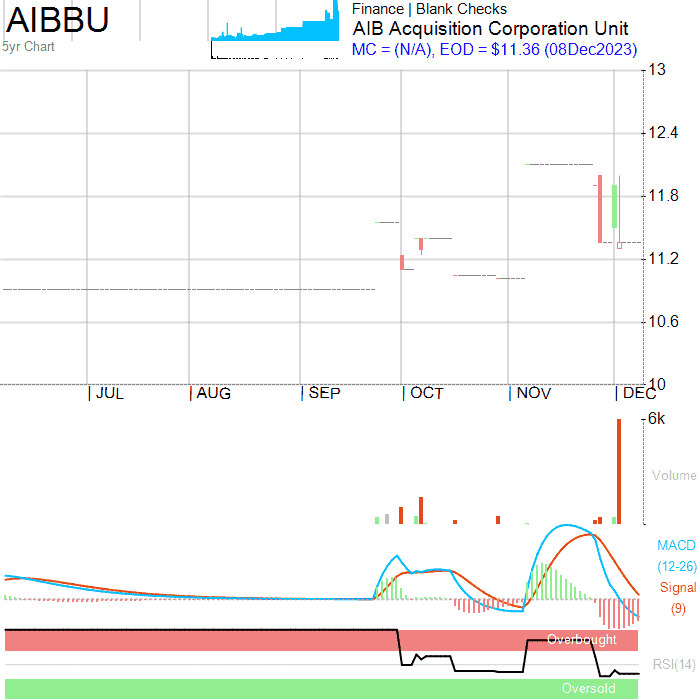 AIBBU
5yr Chart
Finance | Blank Checks
AIB Acquisition Corporation Unit
MC = (N/A), EOD = $11.36 (08Dec2023)
13
12.4
11.8
11.2
10.6
10
JUL AUG SEP OCT NOV DEC
6k
Volume
MACD
(12-26)
Signal
(9)
Overbought
RSI(14)
Oversold